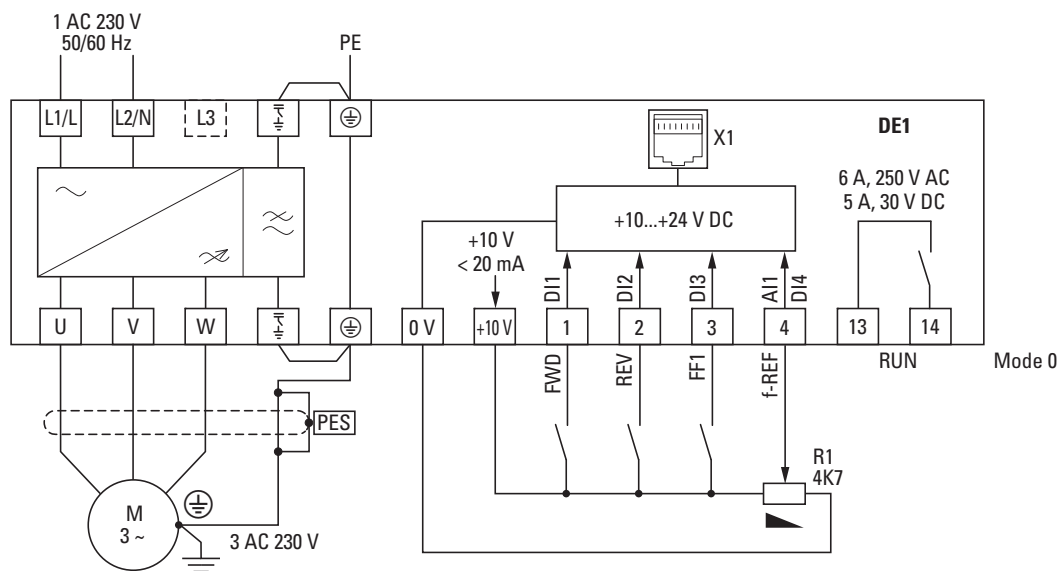 1 AC 230 V
50/60 Hz
PE
L1/L
L2/N
L3
X1
DE1
6 A, 250 V AC
5 A, 30 V DC
+10...+24 V DC
+10 V
< 20 mA
DI1
DI2
DI3
AI1
DI4
U
V
W
0 V
+10 V
1
2
3
4
13
14
FWD
REV
FF1
f-REF
RUN
Mode 0
PES
R1
4K7
M
3 ~
3 AC 230 V